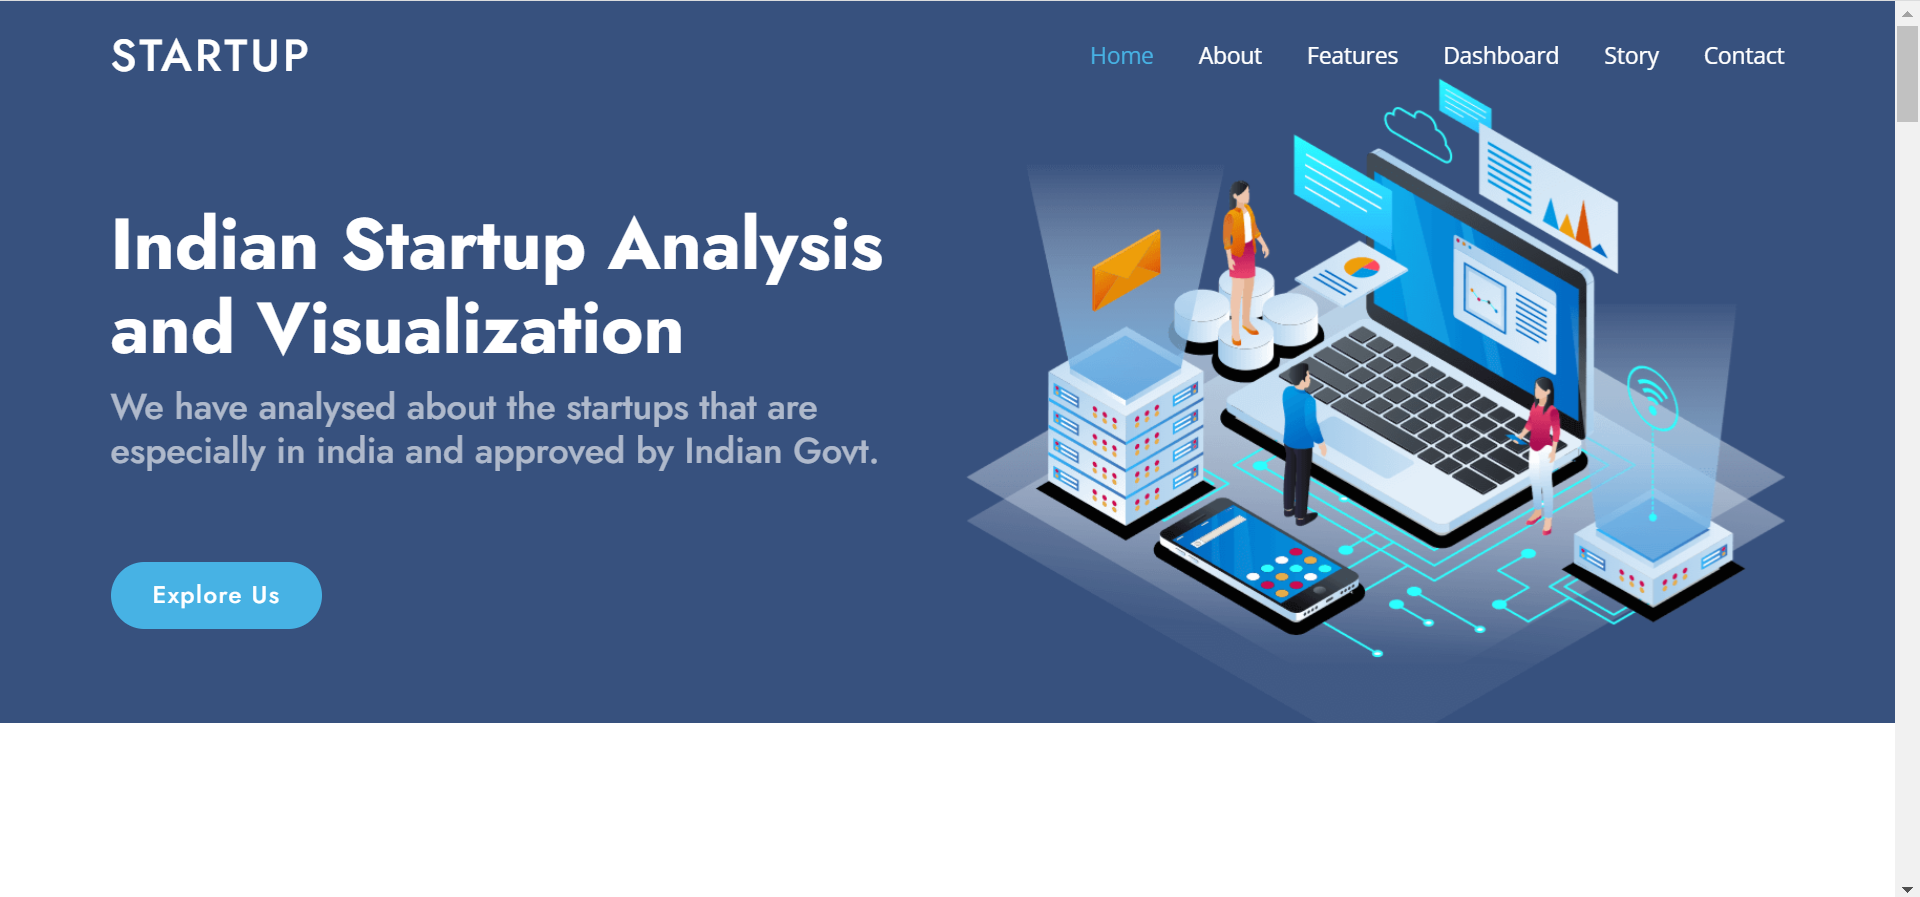 STARTUP
Home
About
Features
Dashboard
Story
Contact
Indian Startup Analysis
and Visualization
We have analysed about the startups that are
especially in india and approved by Indian Govt.
Explore Us